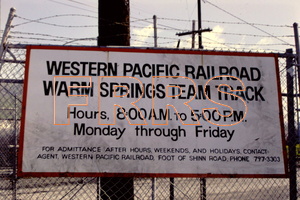 WESTERN PACIFIC RAILROAD
WARM SPRINGS TEAM TRACK
Hours, 8:00 A.M. to 5:00 P.M.
Monday through Friday
FOR ADMITTANCE AFTER HOURS, WEEKENDS, AND HOLIDAYS, CONTACT-
AGENT, WESTERN PACIFIC RAILROAD, FOOT OF SHINN ROAD, PHONE 797-3303